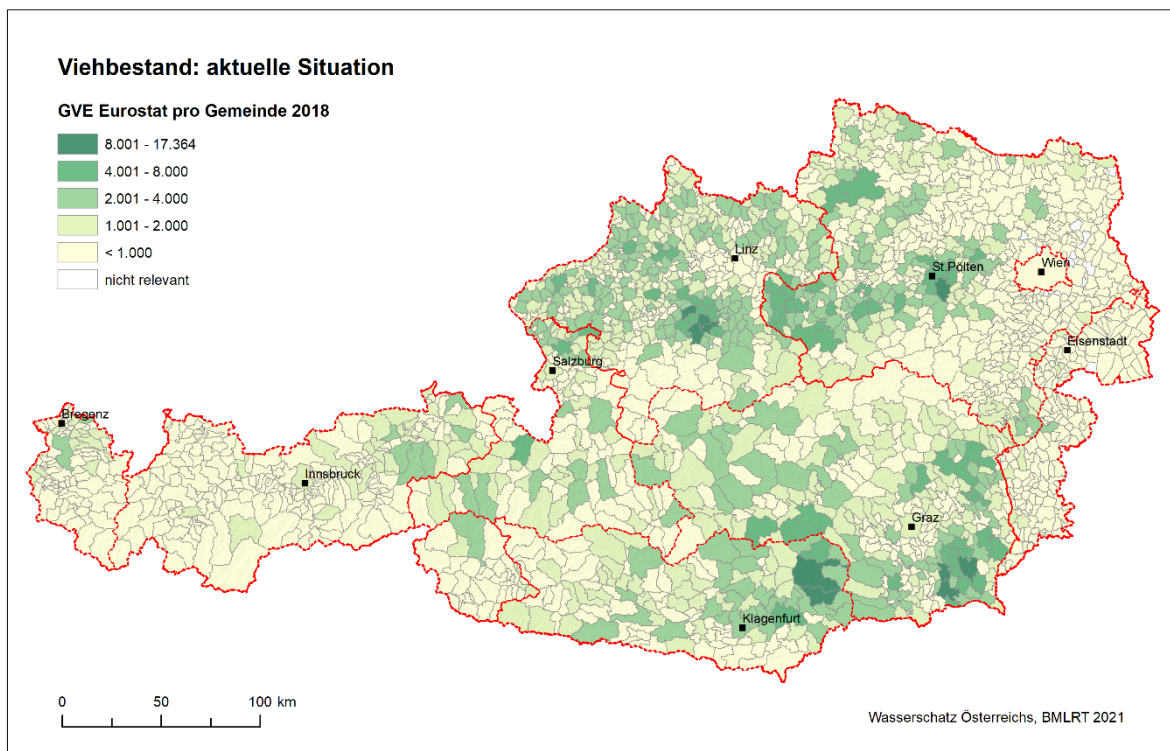 Viehbestand: aktuelle Situation
GVE Eurostat pro Gemeinde 2018
8.001 - 17.364
4.001 - 8.000
2.001 - 4.000
1.001 - 2.000
< 1.000
nicht relevant
Linz
St.Pölten
Wien
Eisenstadt
Salzburg
Bregenz
Innsbruck
Graz
Klagenfurt
0 50 100 km
Wasserschatz Österreichs, BMLRT 2021